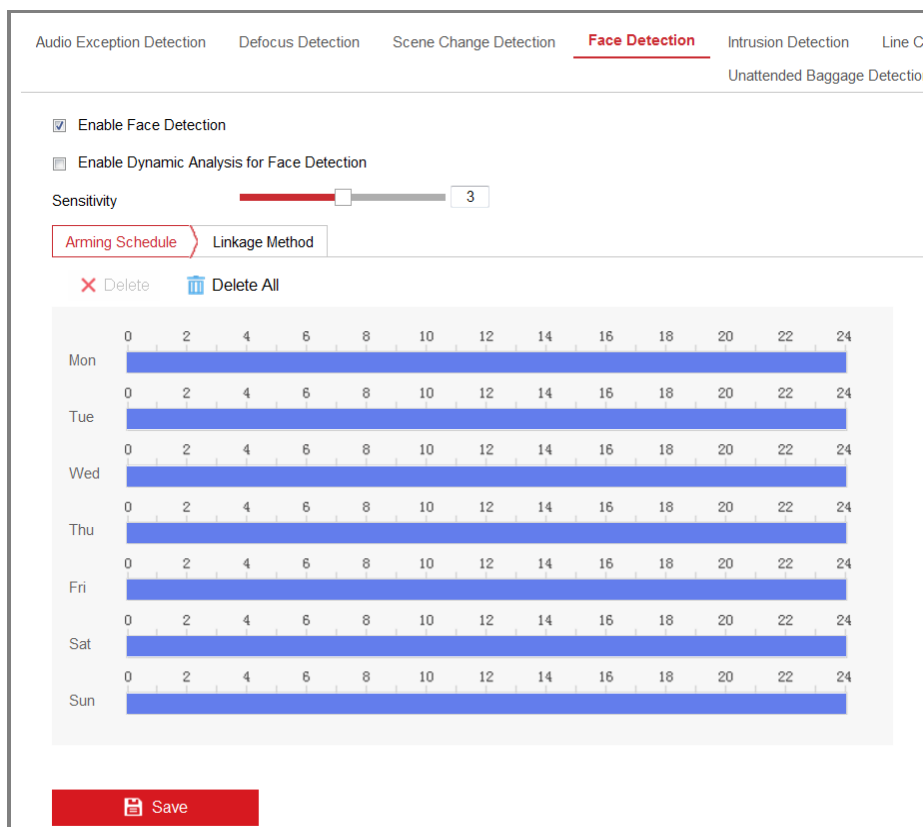 Audio Exception Detection Defocus Detection Scene Change Detection Face Detection Intrusion Detection Line C
Unattended Baggage Detectio
Enable Face Detection
Enable Dynamic Analysis for Face Detection
Sensitivity 3
Arming Schedule Linkage Method
Delete Delete All
0 2 4 6 8 10 12 14 16 18 20 22 24
Mon
0 2 4 6 8 10 12 14 16 18 20 22 24
Tue
0 2 4 6 8 10 12 14 16 18 20 22 24
Wed
0 2 4 6 8 10 12 14 16 18 20 22 24
Thu
0 2 4 6 8 10 12 14 16 18 20 22 24
Fri
0 2 4 6 8 10 12 14 16 18 20 22 24
Sat
0 2 4 6 8 10 12 14 16 18 20 22 24
Sun
Save